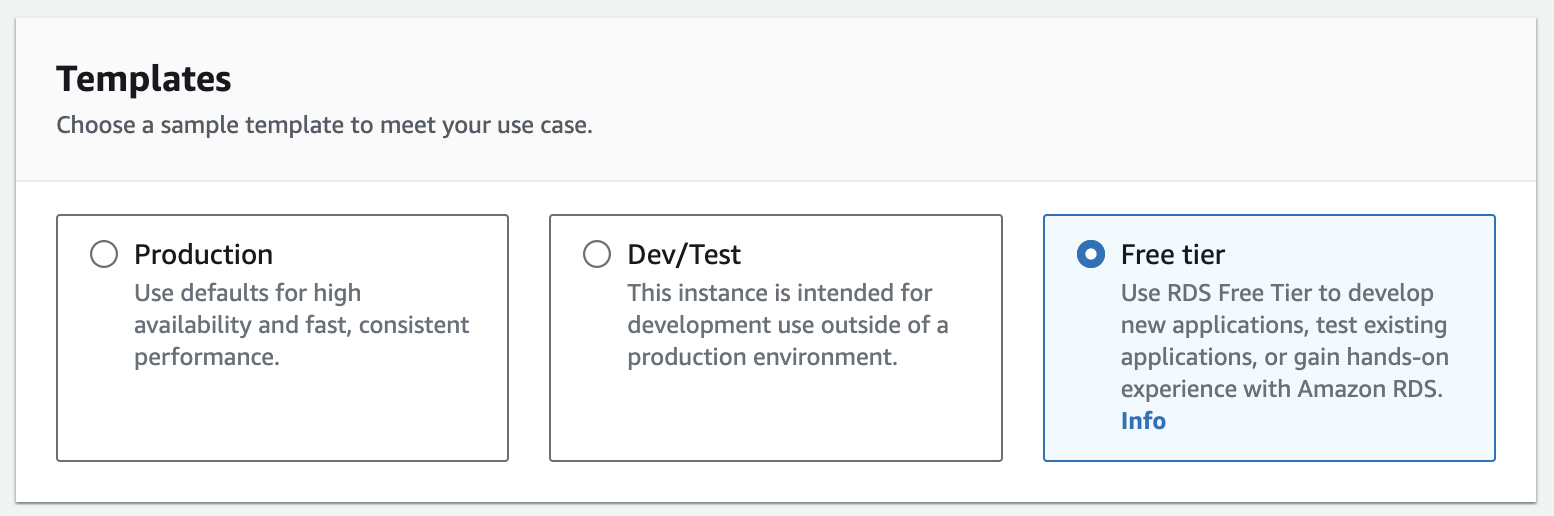 Templates
Choose a sample template to meet your use case.
Production
Use defaults for high
availability and fast, consistent
performance.
Dev/Test
This instance is intended for
development use outside of a
production environment.
Free tier
Use RDS Free Tier to develop
new applications, test existing
applications, or gain hands-on
experience with Amazon RDS.
Info